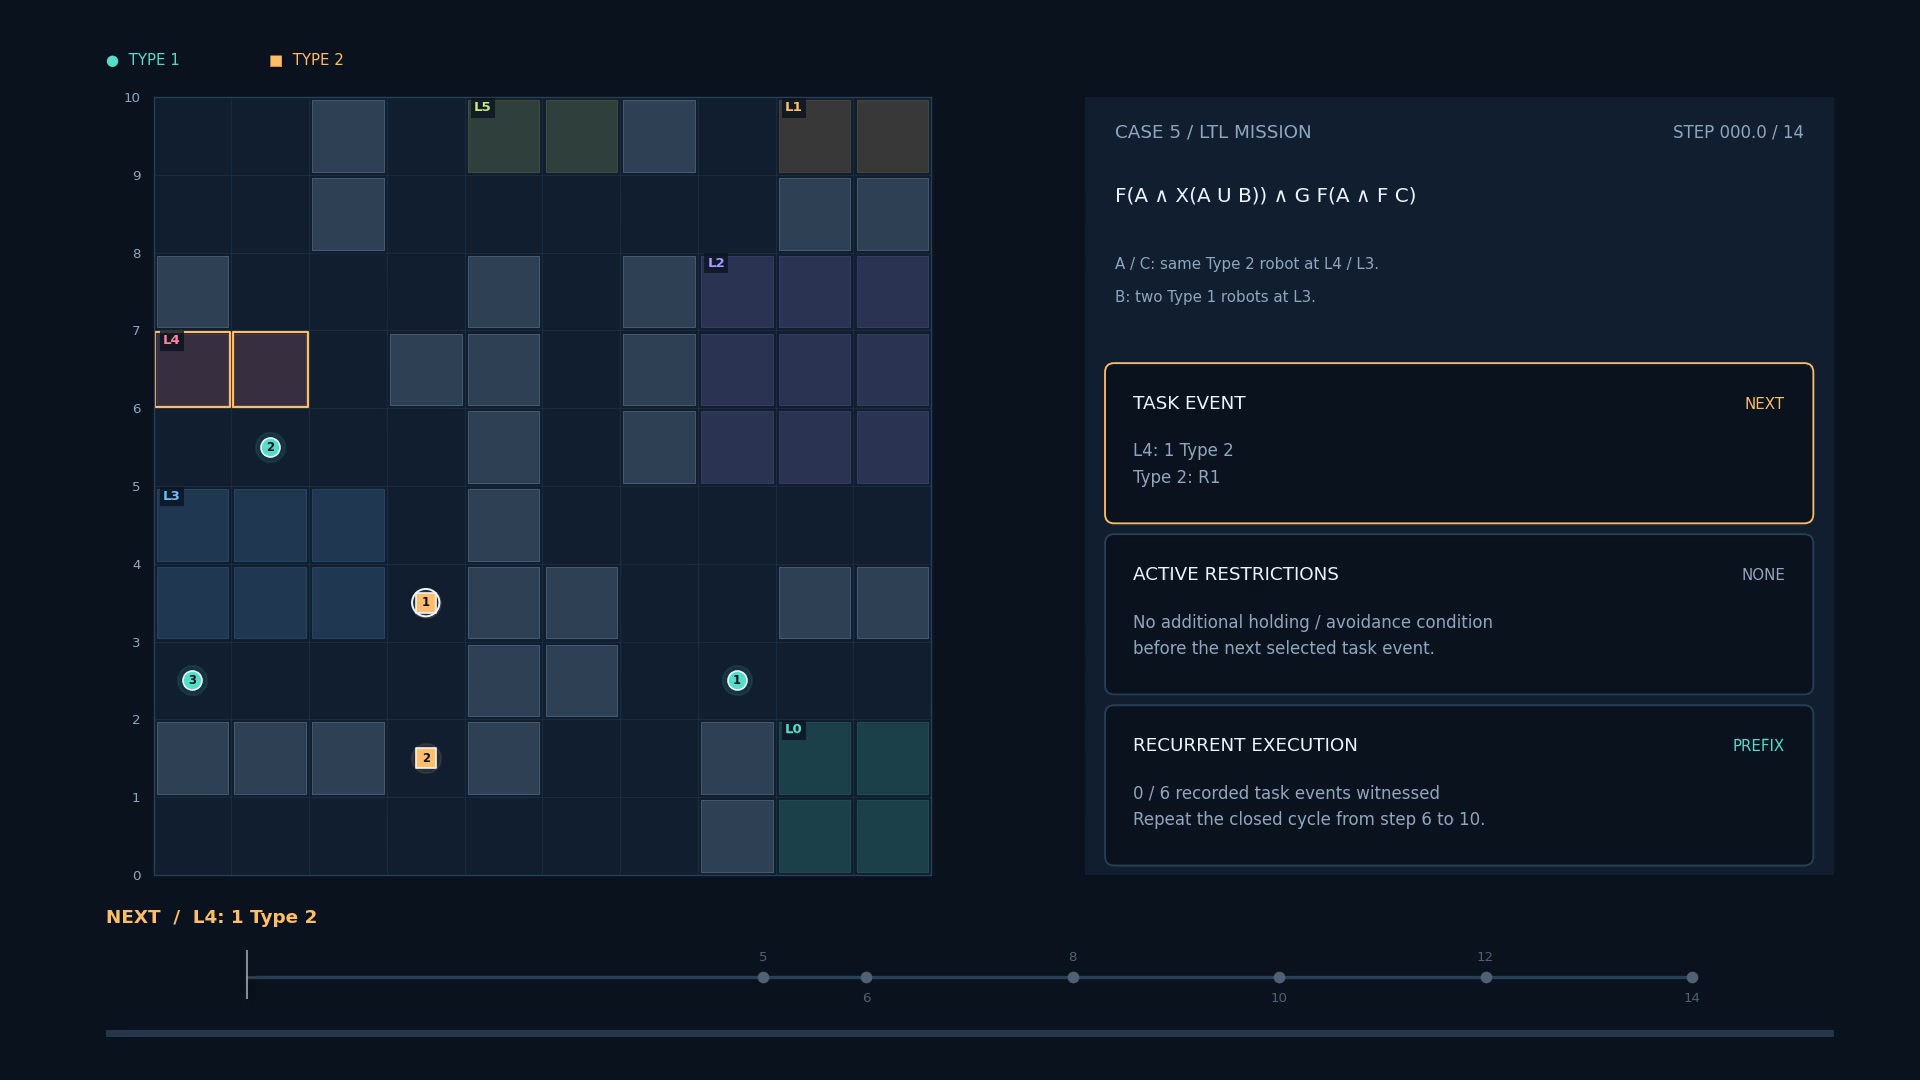 TYPE 1
TYPE 2
10
9
8
7
6
5
4
3
2
1
0
L5
L1
L2
L4
2
L3
1
3
1
2
L0
CASE 5 / LTL MISSION
STEP 000.0 / 14
F(A ∧ X(A U B)) ∧ G F(A ∧ F C)
A / C: same Type 2 robot at L4 / L3.
B: two Type 1 robots at L3.
TASK EVENT
NEXT
L4: 1 Type 2
Type 2: R1
ACTIVE RESTRICTIONS
NONE
No additional holding / avoidance condition
before the next selected task event.
RECURRENT EXECUTION
PREFIX
0 / 6 recorded task events witnessed
Repeat the closed cycle from step 6 to 10.
NEXT / L4: 1 Type 2
5
8
12
6
10
14